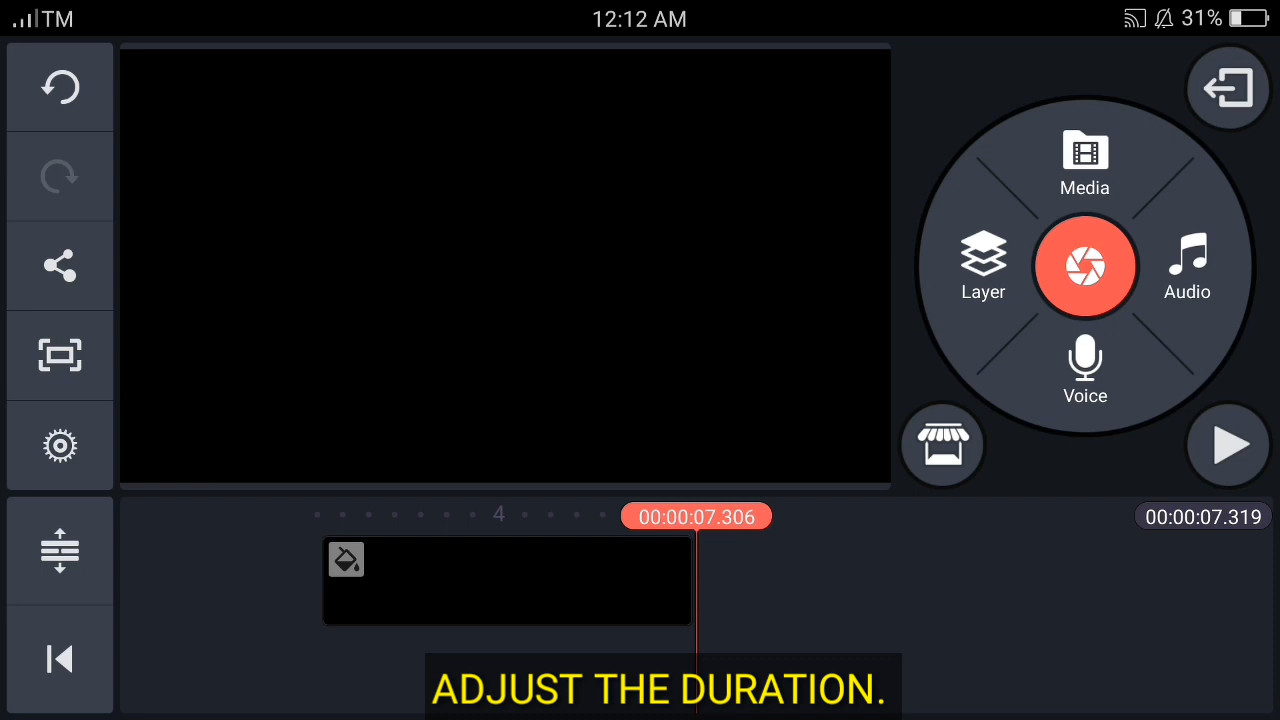 TM
12:12 AM
31%
Media
Layer
Audio
Voice
4
00:00:07.306
00:00:07.319
ADJUST THE DURATION.